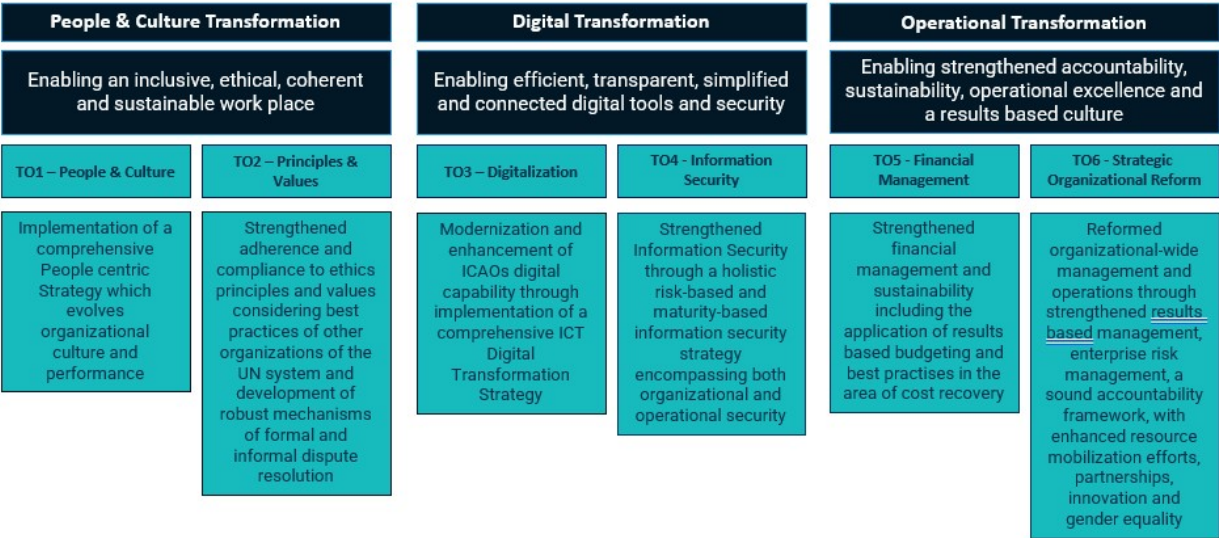 People & Culture Transformation
Enabling an inclusive, ethical, coherent
and sustainable work place
TO1 – People & Culture
Implementation of a
comprehensive
People centric
Strategy which
evolves
organizational
culture and
performance
TO2 – Principles &
Values
Strengthened
adherence and
compliance to ethics
principles and values
considering best
practices of other
organizations of the
UN system and
development of
robust mechanisms
of formal and
informal dispute
resolution
Digital Transformation
Enabling efficient, transparent, simplified
and connected digital tools and security
TO3 – Digitalization
Modernization and
enhancement of
ICAOs digital
capability through
implementation of a
comprehensive ICT
Digital
Transformation
Strategy
TO4 - Information
Security
Strengthened
Information Security
through a holistic
risk-based and
maturity-based
information security
strategy
encompassing both
organizational and
operational security
Operational Transformation
Enabling strengthened accountability,
sustainability, operational excellence and
a results based culture
TO5 - Financial
Management
Strengthened
financial
management and
sustainability
including the
application of results
based budgeting and
best practises in the
area of cost recovery
TO6 - Strategic
Organizational Reform
Reformed
organizational-wide
management and
operations through
strengthened results
based management,
enterprise risk
management, a
sound accountability
framework, with
enhanced resource
mobilization efforts,
partnerships,
innovation and
gender equality